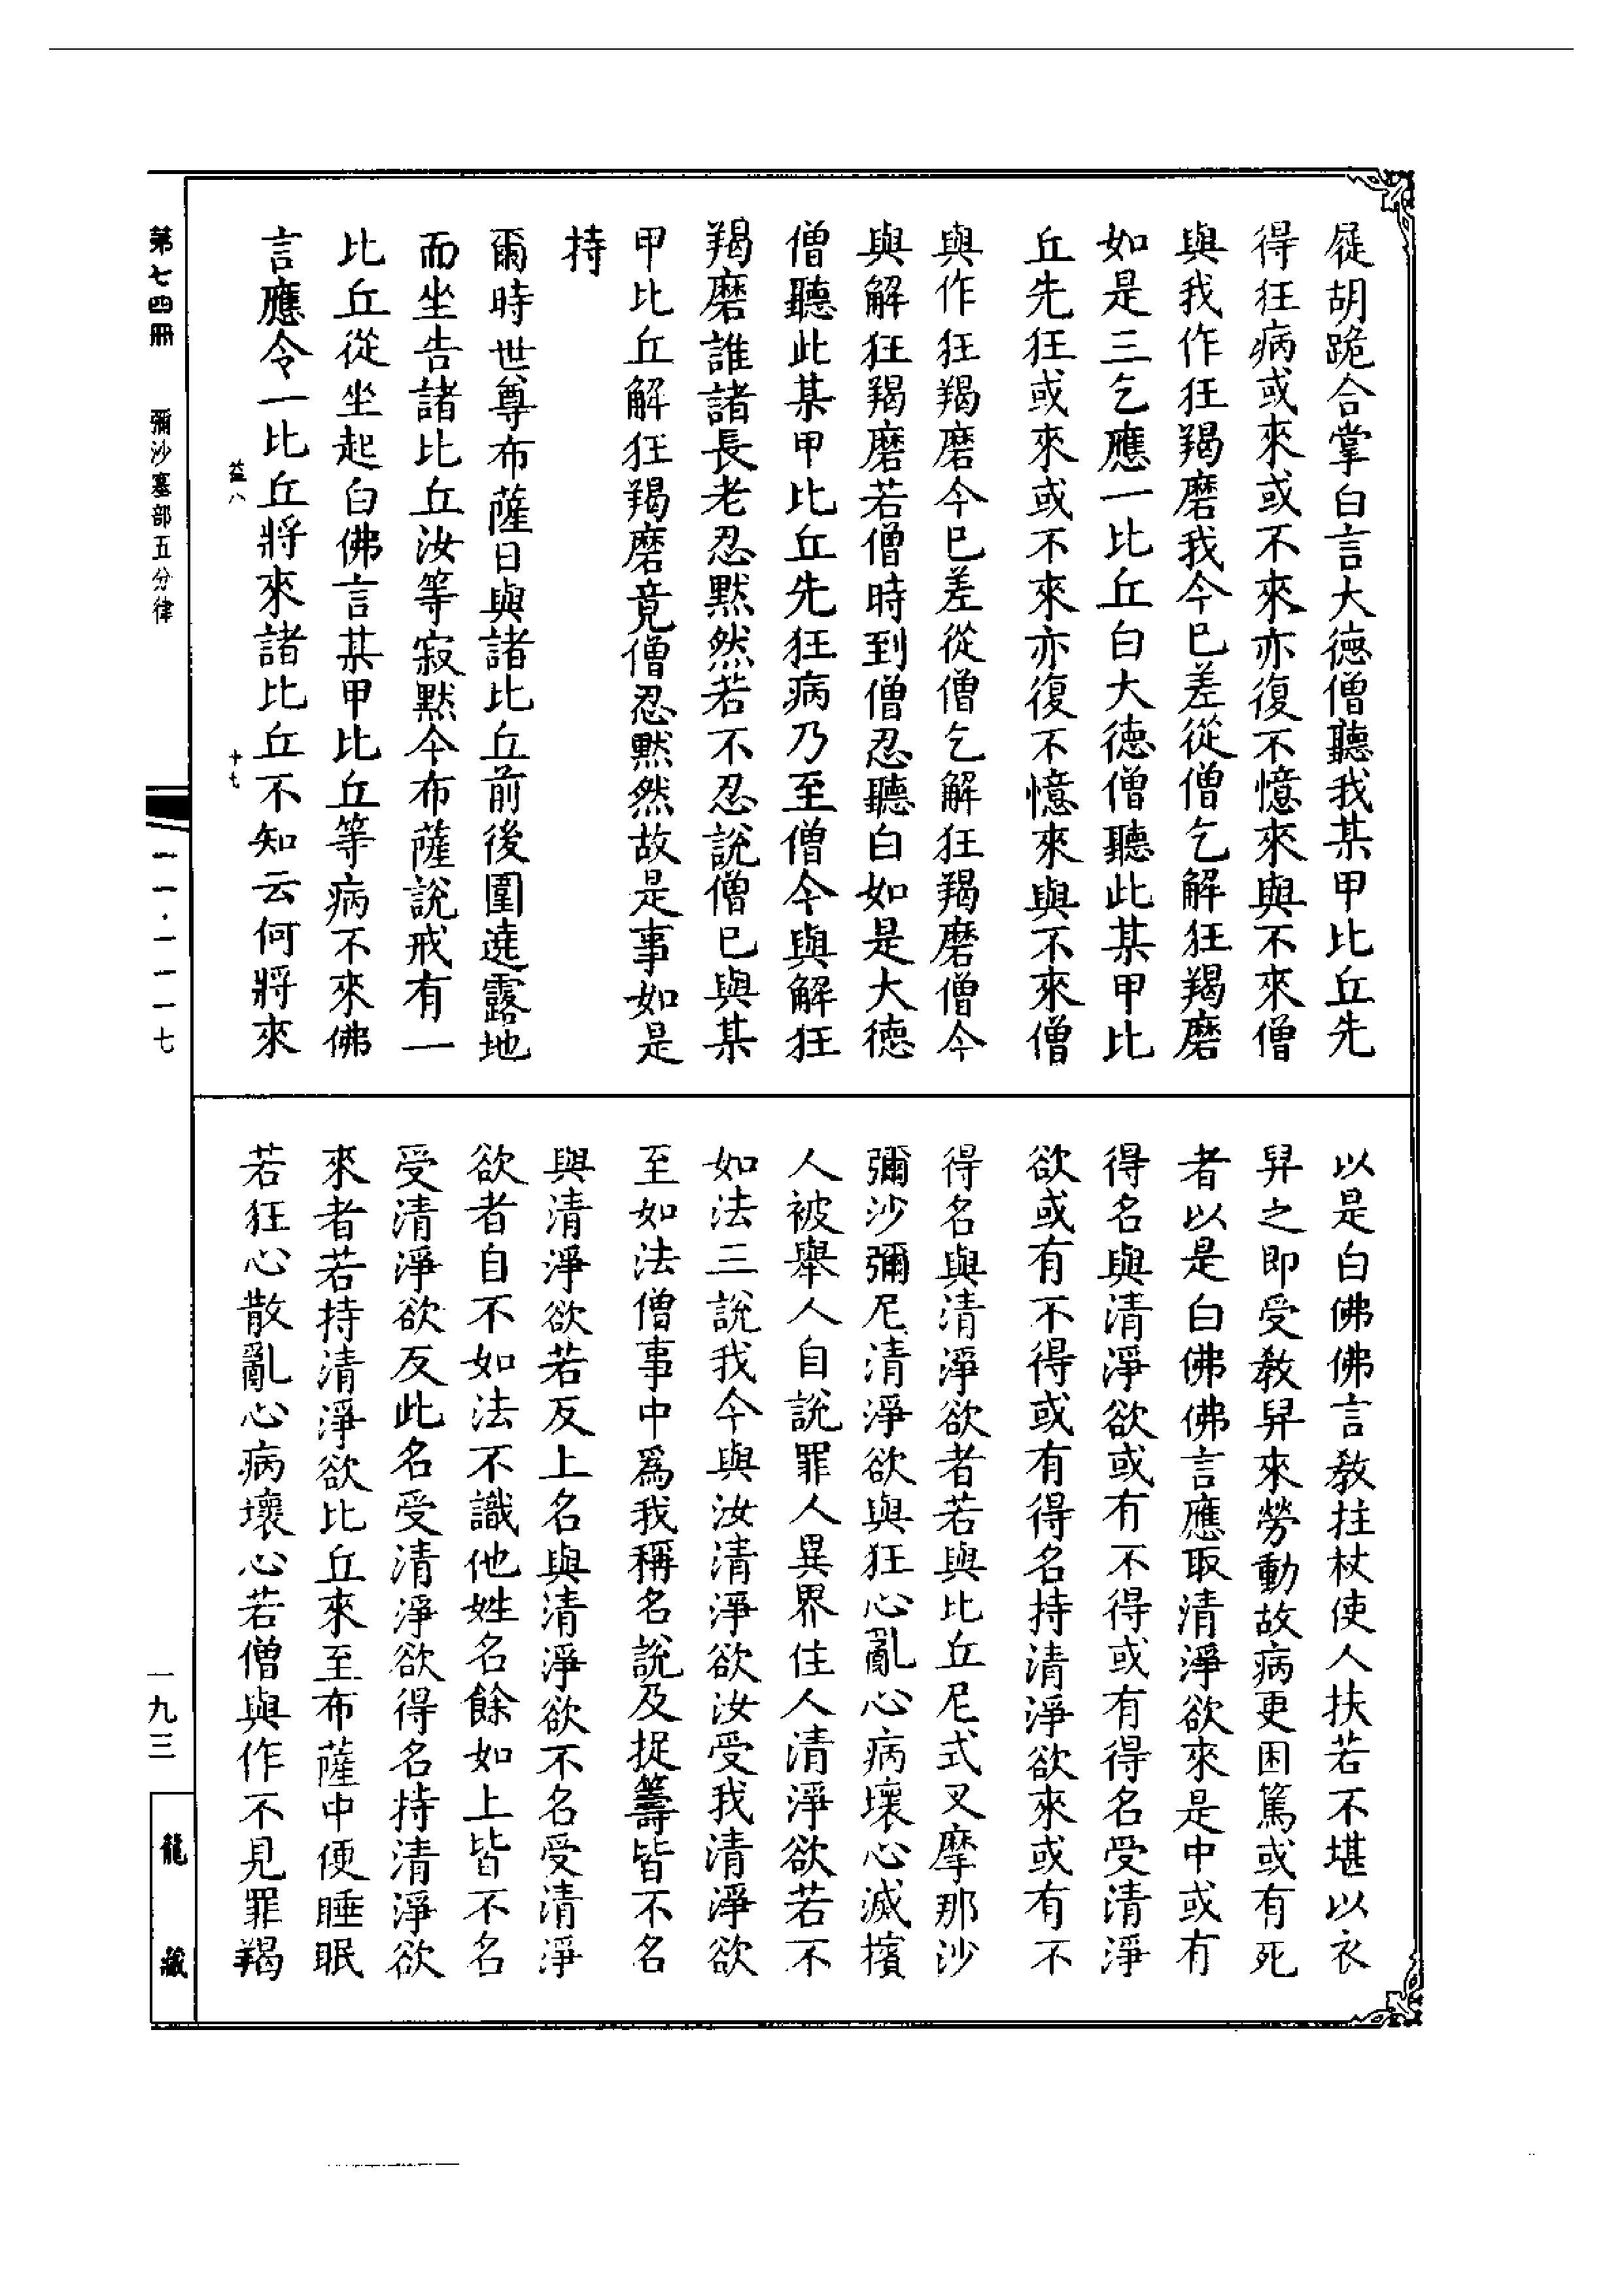 屣胡跪合掌白言大德僧聽我某甲比丘先
得狂病或來或不來亦復不憶來與不來僧
與我作狂羯磨我今已差從僧乞解狂羯磨
如是三乞應一比丘白大德僧聽此某甲比
丘先狂或來或不來亦復不憶來與不來僧
與作狂羯磨今已差從僧乞解狂羯磨僧今
與解狂羯磨若僧時到僧忍聽白如是大德
僧聽此某甲比丘先狂病乃至僧今與解狂
羯磨誰諸長老忍默然若不忍說僧已與某
甲比丘解狂羯磨竟僧忍默然故是事如是
持
爾時世尊布薩日與諸比丘前後圍遶露地
而坐告諸比丘汝等寂默今布薩說戒有一
比丘從坐起白佛言某甲比丘等病不來佛
言應令一比丘將來諸比丘不知云何將來
益八
十七
以是白佛佛言教拄杖使人扶若不堪以衣
舁之即受教舁來勞動故病更困篤或有死
者以是白佛佛言應取清淨欲來是中或有
得名與清淨欲或有不得或有得名受清淨
欲或有不得或有得名持清淨欲來或有不
得名與清淨欲者若與比丘尼式叉摩那沙
彌沙彌尼清淨欲與狂心亂心病壞心滅擯
人被舉人自說罪人異界住人清淨欲若不
如法三說我今與汝清淨欲汝受我清淨欲
至如法僧事中爲我稱名說及捉籌皆不名
與清淨欲若反上名與清淨欲不名受清淨
欲者自不如法不識他姓名餘如上皆不名
受清淨欲反此名受清淨欲得名持清淨欲
來者若持清淨欲比丘來至布薩中便睡眠
若狂心散亂心病壞心若僧與作不見罪羯
第七四冊
彌沙塞部五分律
一一·一一一七
一九三
龍藏